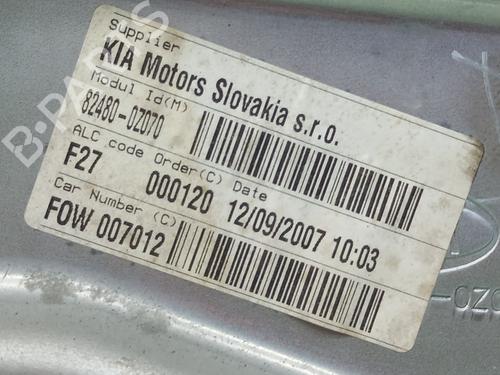 Supplier
KIA Motors Slovakia s.r.o.
Modul Id(M)
82480-0Z070
ALC code Order(C) Date
F27 000120 12/09/2007 10:03
Car Number (C)
FOW 007012
B-PARTS